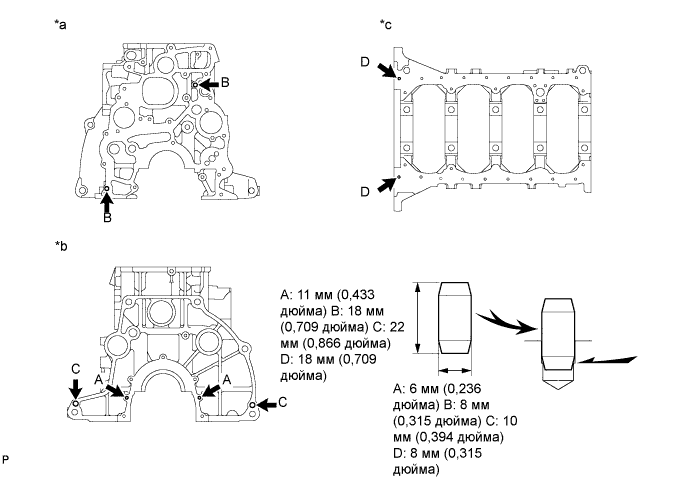 *a
*c
D
B
D
B
*b
A: 11 мм (0,433
дюйма) B: 18 мм
(0,709 дюйма) C: 22
мм (0,866 дюйма)
D: 18 мм (0,709
дюйма)
C
A
A
C
A: 6 мм (0,236
дюйма) B: 8 мм
(0,315 дюйма) C: 10
мм (0,394 дюйма)
D: 8 мм (0,315
дюйма)
P